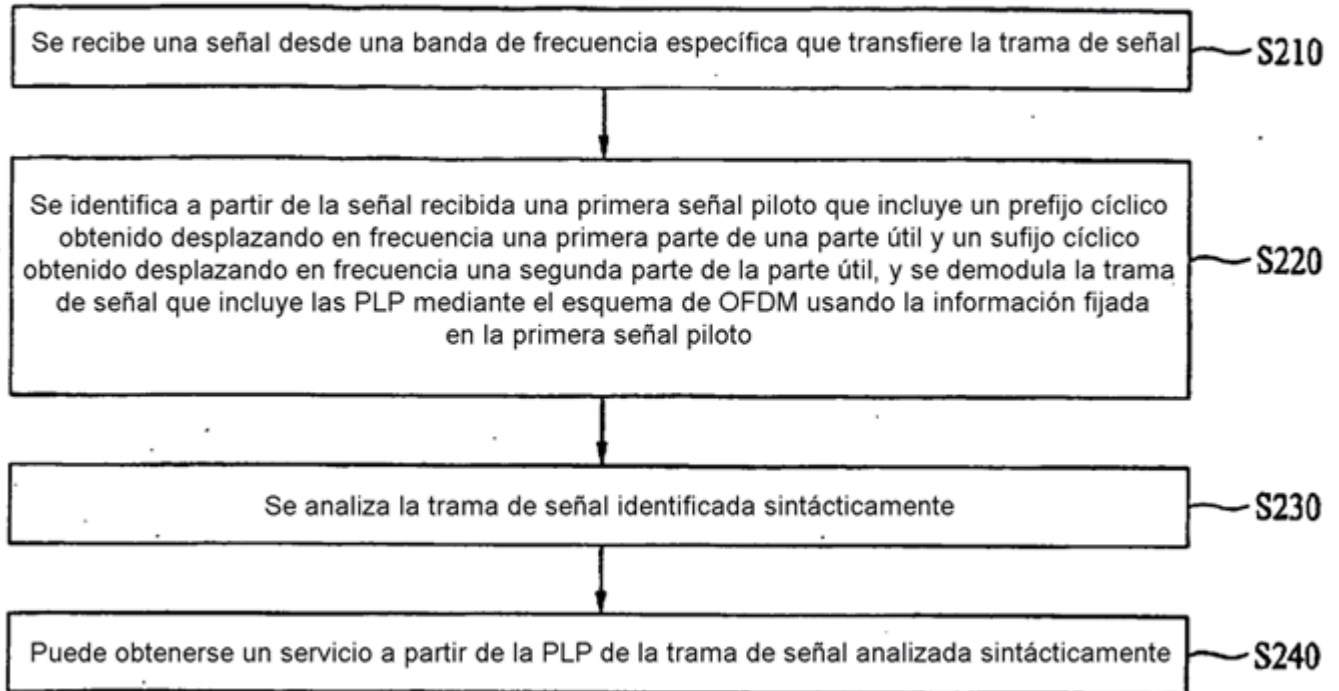 Se recibe una señal desde una banda de frecuencia específica que transfiere la trama de señal
S210
Se identifica a partir de la señal recibida una primera señal piloto que incluye un prefijo cíclico
obtenido desplazando en frecuencia una primera parte de una parte útil y un sufijo cíclico
obtenido desplazando en frecuencia una segunda parte de la parte útil, y se demodula la trama
de señal que incluye las PLP mediante el esquema de OFDM usando la información fijada
en la primera señal piloto
S220
Se analiza la trama de señal identificada sintácticamente
S230
Puede obtenerse un servicio a partir de la PLP de la trama de señal analizada sintácticamente
S240